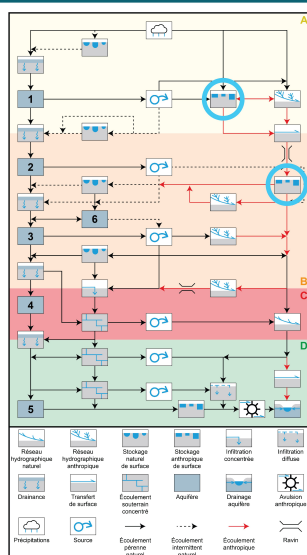 A
1
2
6
3
B
C
4
D
5
Réseau hydrographique naturel
Réseau hydrographique anthropique
Stockage naturel de surface
Stockage anthropique de surface
Infiltration concentrée
Infiltration diffuse
Drainance
Transfert de surface
Écoulement souterrain concentré
Aquifère
Drainage aquifère
Avulsion anthropique
Précipitations
Source
Écoulement pérenne naturel
Écoulement intermittent naturel
Écoulement anthropique
Ravin